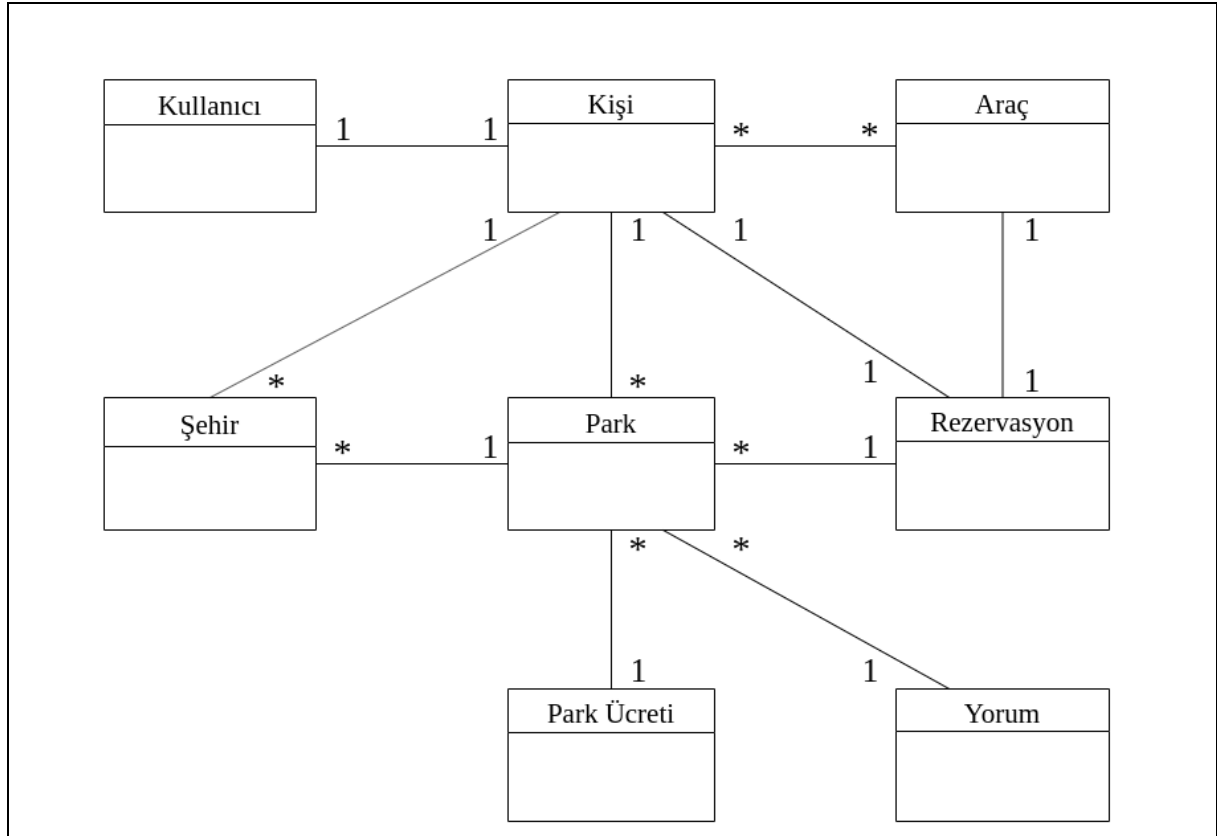 Kullanıcı
Kişi
Araç
1
1
*
*
1
1
1
1
*
*
1
1
Şehir
Park
Rezervasyon
*
1
*
1
*
*
1
1
Park Ücreti
Yorum